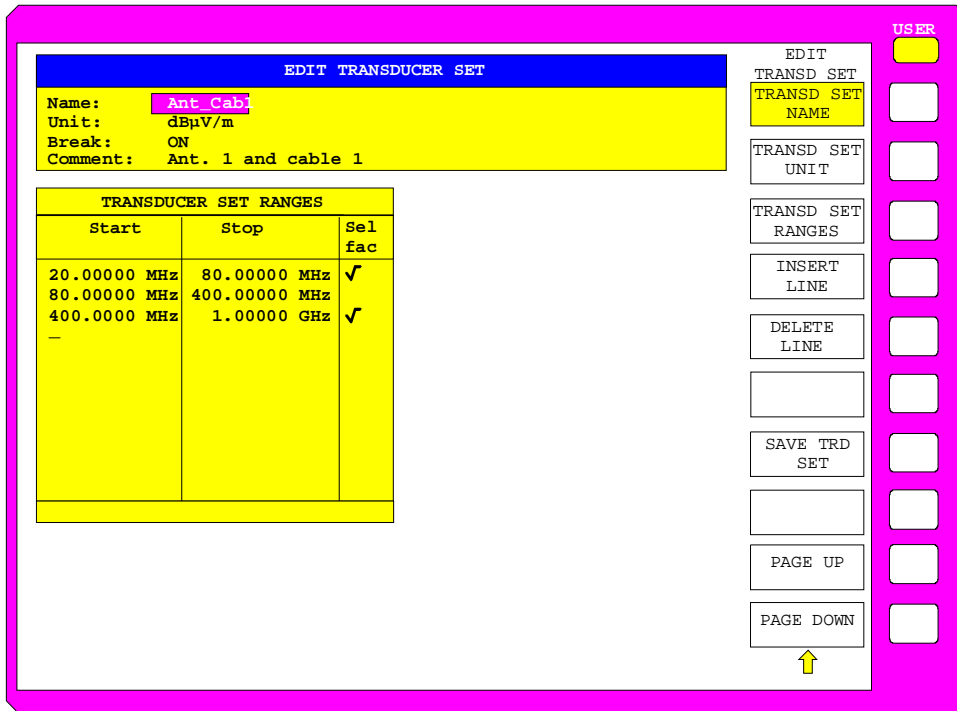 USER
EDIT TRANSDUCER SET
Name: Ant_Cab1
Unit: dBµV/m
Break: ON
Comment: Ant. 1 and cable 1
TRANSDUCER SET RANGES
Start Stop Sel
fac
20.00000 MHz 80.00000 MHz √
80.00000 MHz 400.00000 MHz
400.0000 MHz 1.00000 GHz √
_
EDIT
TRANSD SET
TRANSD SET
NAME
TRANSD SET
UNIT
TRANSD SET
RANGES
INSERT
LINE
DELETE
LINE
SAVE TRD
SET
PAGE UP
PAGE DOWN